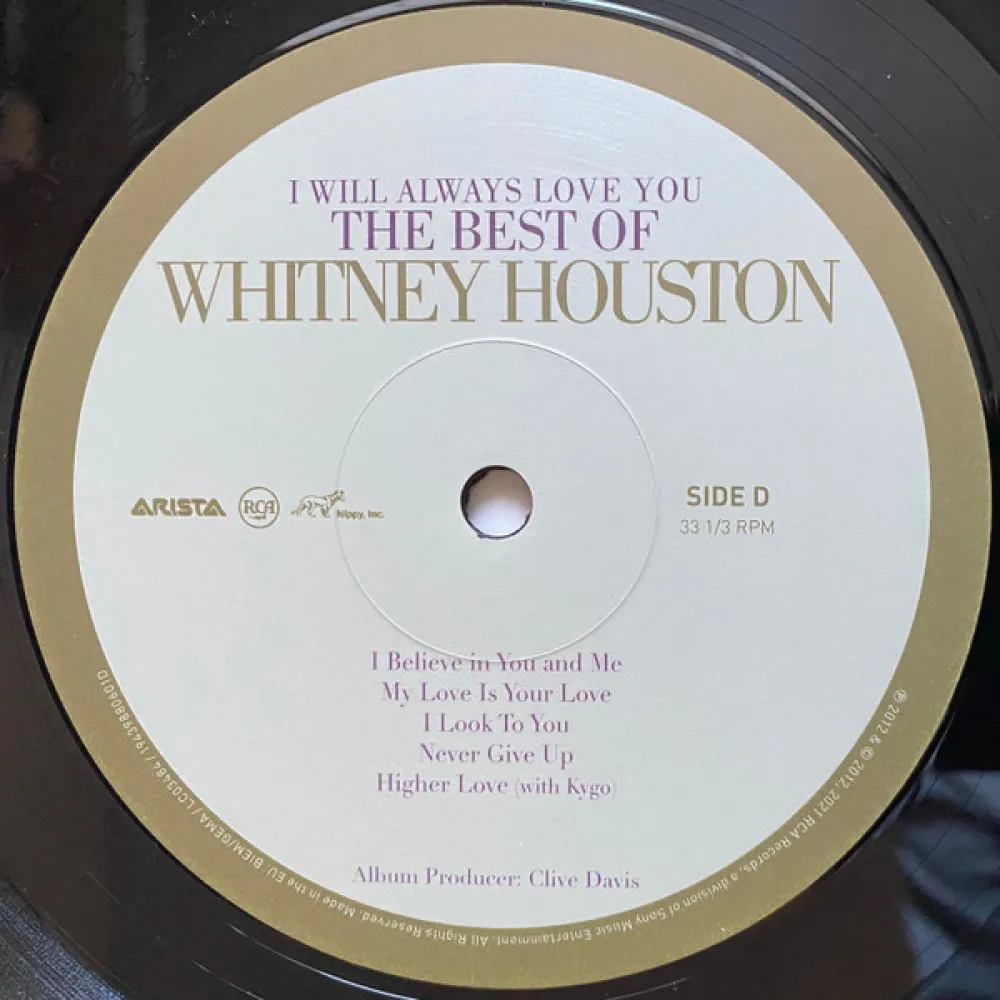 I WILL ALWAYS LOVE YOU
THE BEST OF
WHITNEY HOUSTON
ARISTA
RCA
Nippy, Inc.
SIDE D
33 1/3 RPM
I Believe in You and Me
My Love Is Your Love
I Look To You
Never Give Up
Higher Love (with Kygo)
Album Producer: Clive Davis
℗ 2012 & © 2012, 2021 RCA Records, a division of Sony Music Entertainment. All Rights Reserved. Made in the EU. BIEM/GEMA / LC03484 / 19439880601D